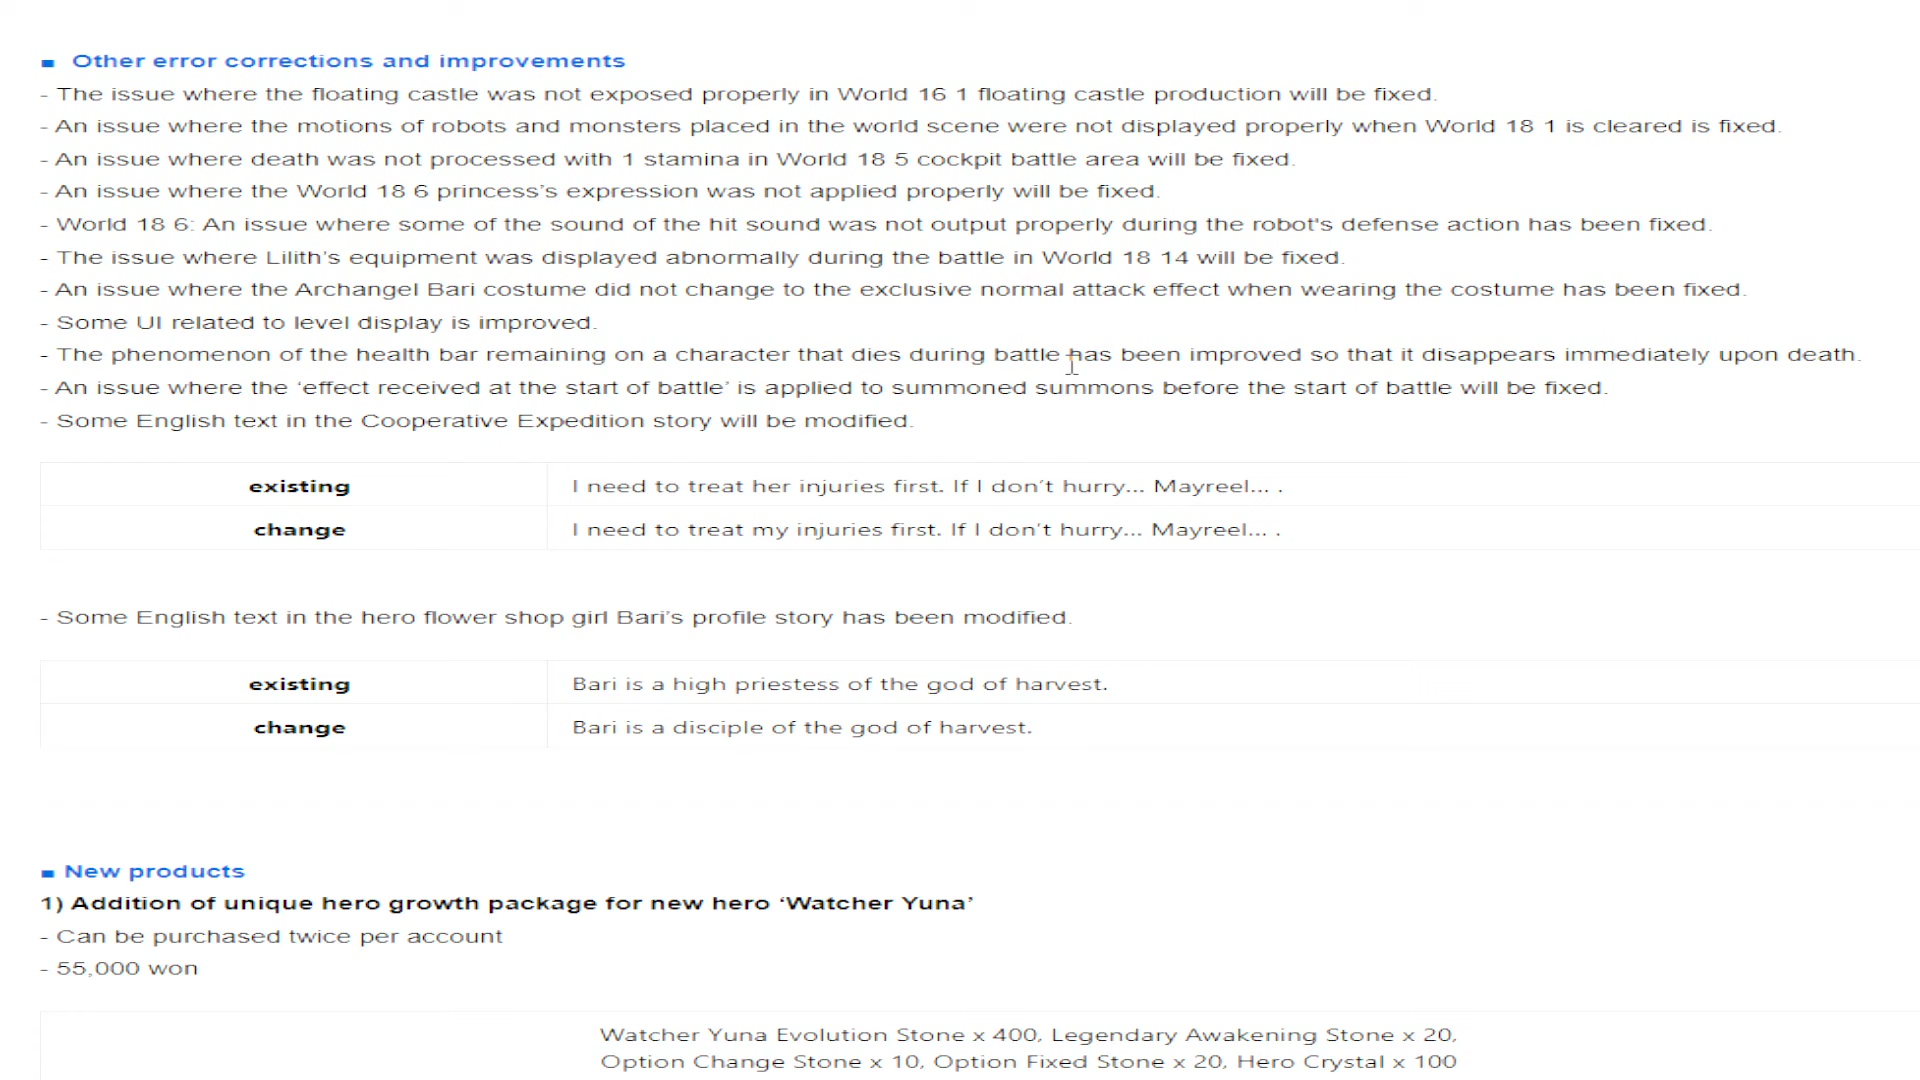 ■ Other error corrections and improvements
- The issue where the floating castle was not exposed properly in World 16 1 floating castle production will be fixed.
- An issue where the motions of robots and monsters placed in the world scene were not displayed properly when World 18 1 is cleared is fixed.
- An issue where death was not processed with 1 stamina in World 18 5 cockpit battle area will be fixed.
- An issue where the World 18 6 princess’s expression was not applied properly will be fixed.
- World 18 6: An issue where some of the sound of the hit sound was not output properly during the robot's defense action has been fixed.
- The issue where Lilith’s equipment was displayed abnormally during the battle in World 18 14 will be fixed.
- An issue where the Archangel Bari costume did not change to the exclusive normal attack effect when wearing the costume has been fixed.
- Some UI related to level display is improved.
- The phenomenon of the health bar remaining on a character that dies during battle has been improved so that it disappears immediately upon death.
- An issue where the ‘effect received at the start of battle’ is applied to summoned summons before the start of battle will be fixed.
- Some English text in the Cooperative Expedition story will be modified.
existing I need to treat her injuries first. If I don’t hurry... Mayreel... .
change I need to treat my injuries first. If I don’t hurry... Mayreel... .
- Some English text in the hero flower shop girl Bari’s profile story has been modified.
existing Bari is a high priestess of the god of harvest.
change Bari is a disciple of the god of harvest.
■ New products
1) Addition of unique hero growth package for new hero ‘Watcher Yuna’
- Can be purchased twice per account
- 55,000 won
Watcher Yuna Evolution Stone x 400, Legendary Awakening Stone x 20,
Option Change Stone x 10, Option Fixed Stone x 20, Hero Crystal x 100